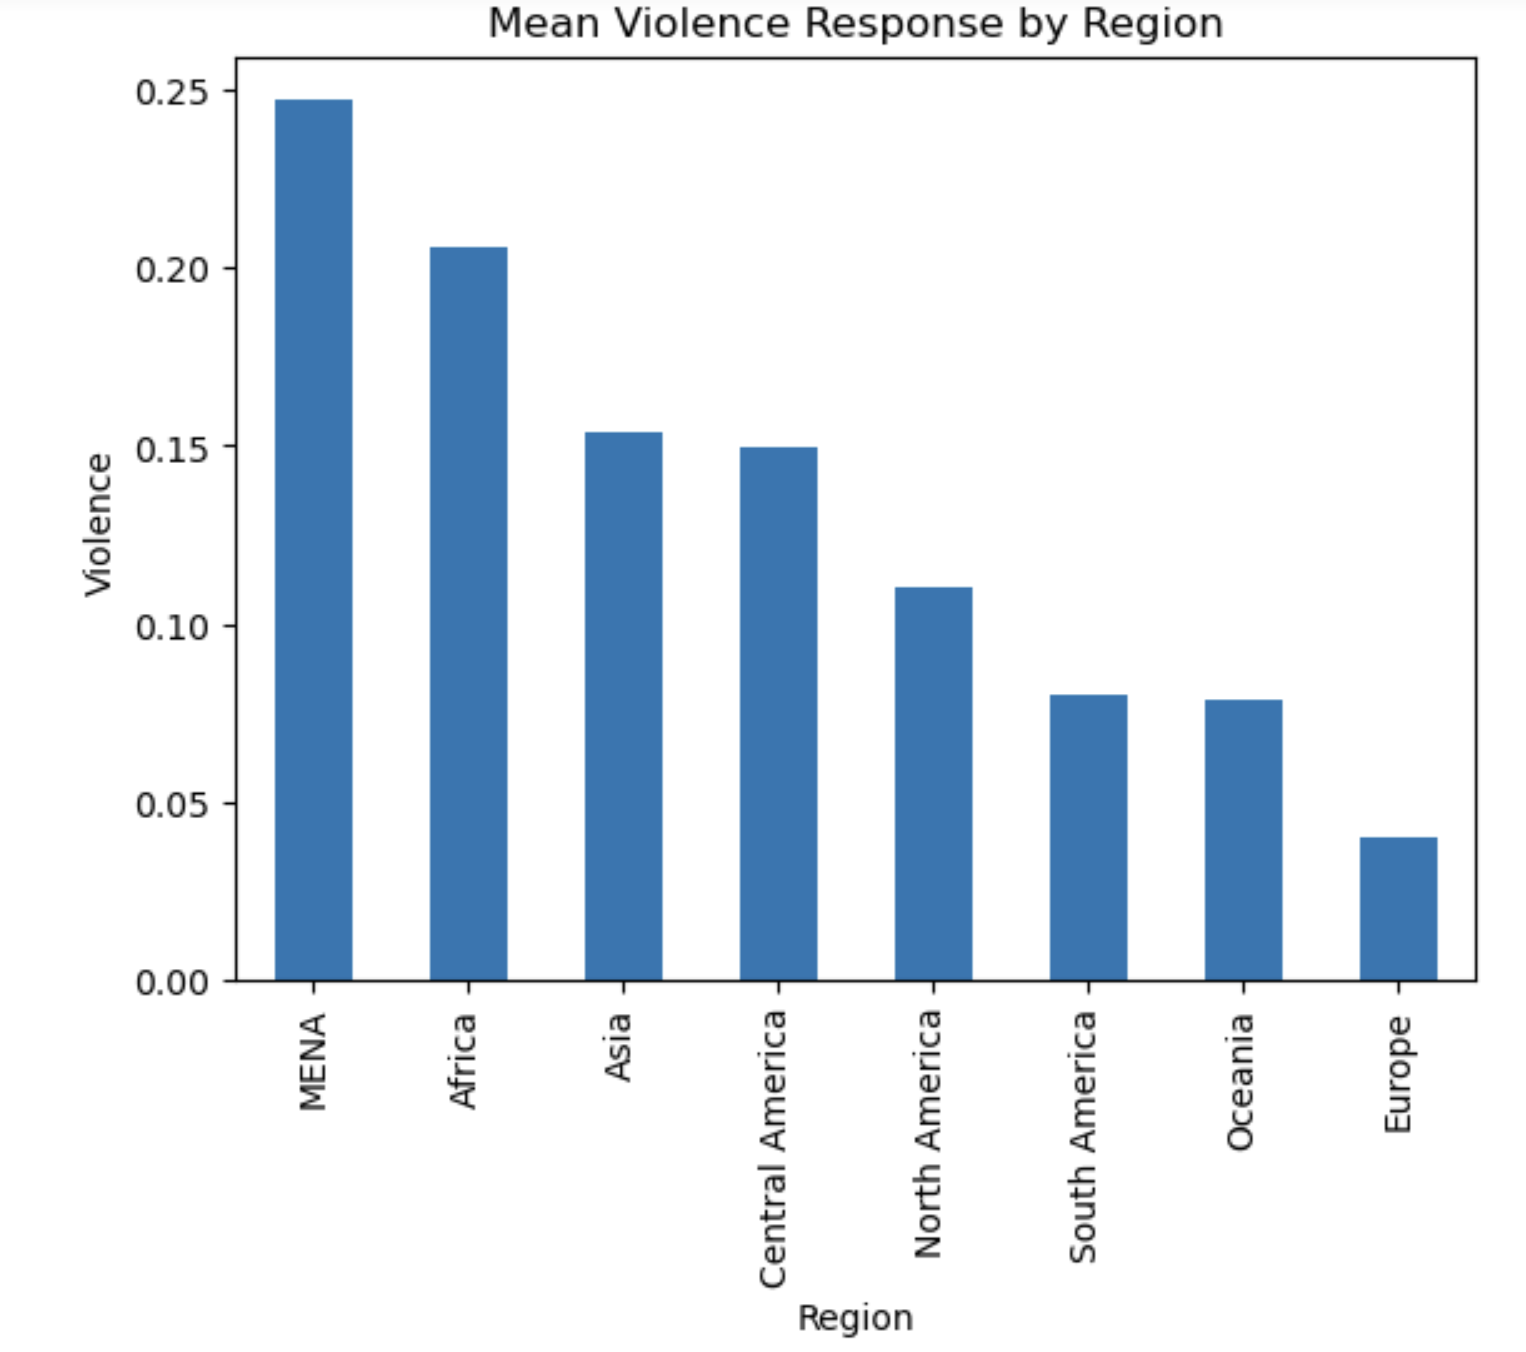 Mean Violence Response by Region
0.25
0.20
0.15
0.10
0.05
0.00
Violence
MENA
Africa
Asia
Central America
North America
South America
Oceania
Europe
Region